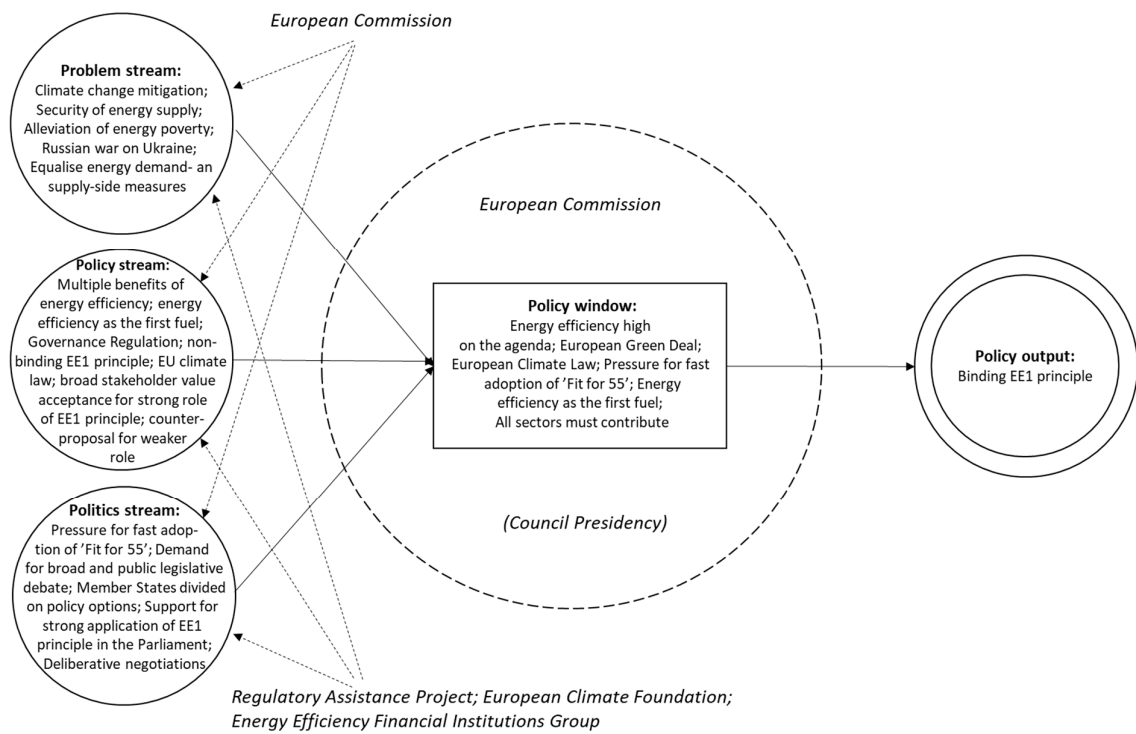 European Commission
Problem stream:
Climate change mitigation;
Security of energy supply;
Alleviation of energy poverty;
Russian war on Ukraine;
Equalise energy demand- an
supply-side measures
Policy stream:
Multiple benefits of
energy efficiency; energy
efficiency as the first fuel;
Governance Regulation; non-
binding EE1 principle; EU climate
law; broad stakeholder value
acceptance for strong role
of EE1 principle; counter-
proposal for weaker
role
Politics stream:
Pressure for fast adop-
tion of 'Fit for 55'; Demand
for broad and public legislative
debate; Member States divided
on policy options; Support for
strong application of EE1
principle in the Parliament;
Deliberative negotiations
European Commission
Policy window:
Energy efficiency high
on the agenda; European Green Deal;
European Climate Law; Pressure for fast
adoption of 'Fit for 55'; Energy
efficiency as the first fuel;
All sectors must contribute
(Council Presidency)
Policy output:
Binding EE1 principle
Regulatory Assistance Project; European Climate Foundation;
Energy Efficiency Financial Institutions Group